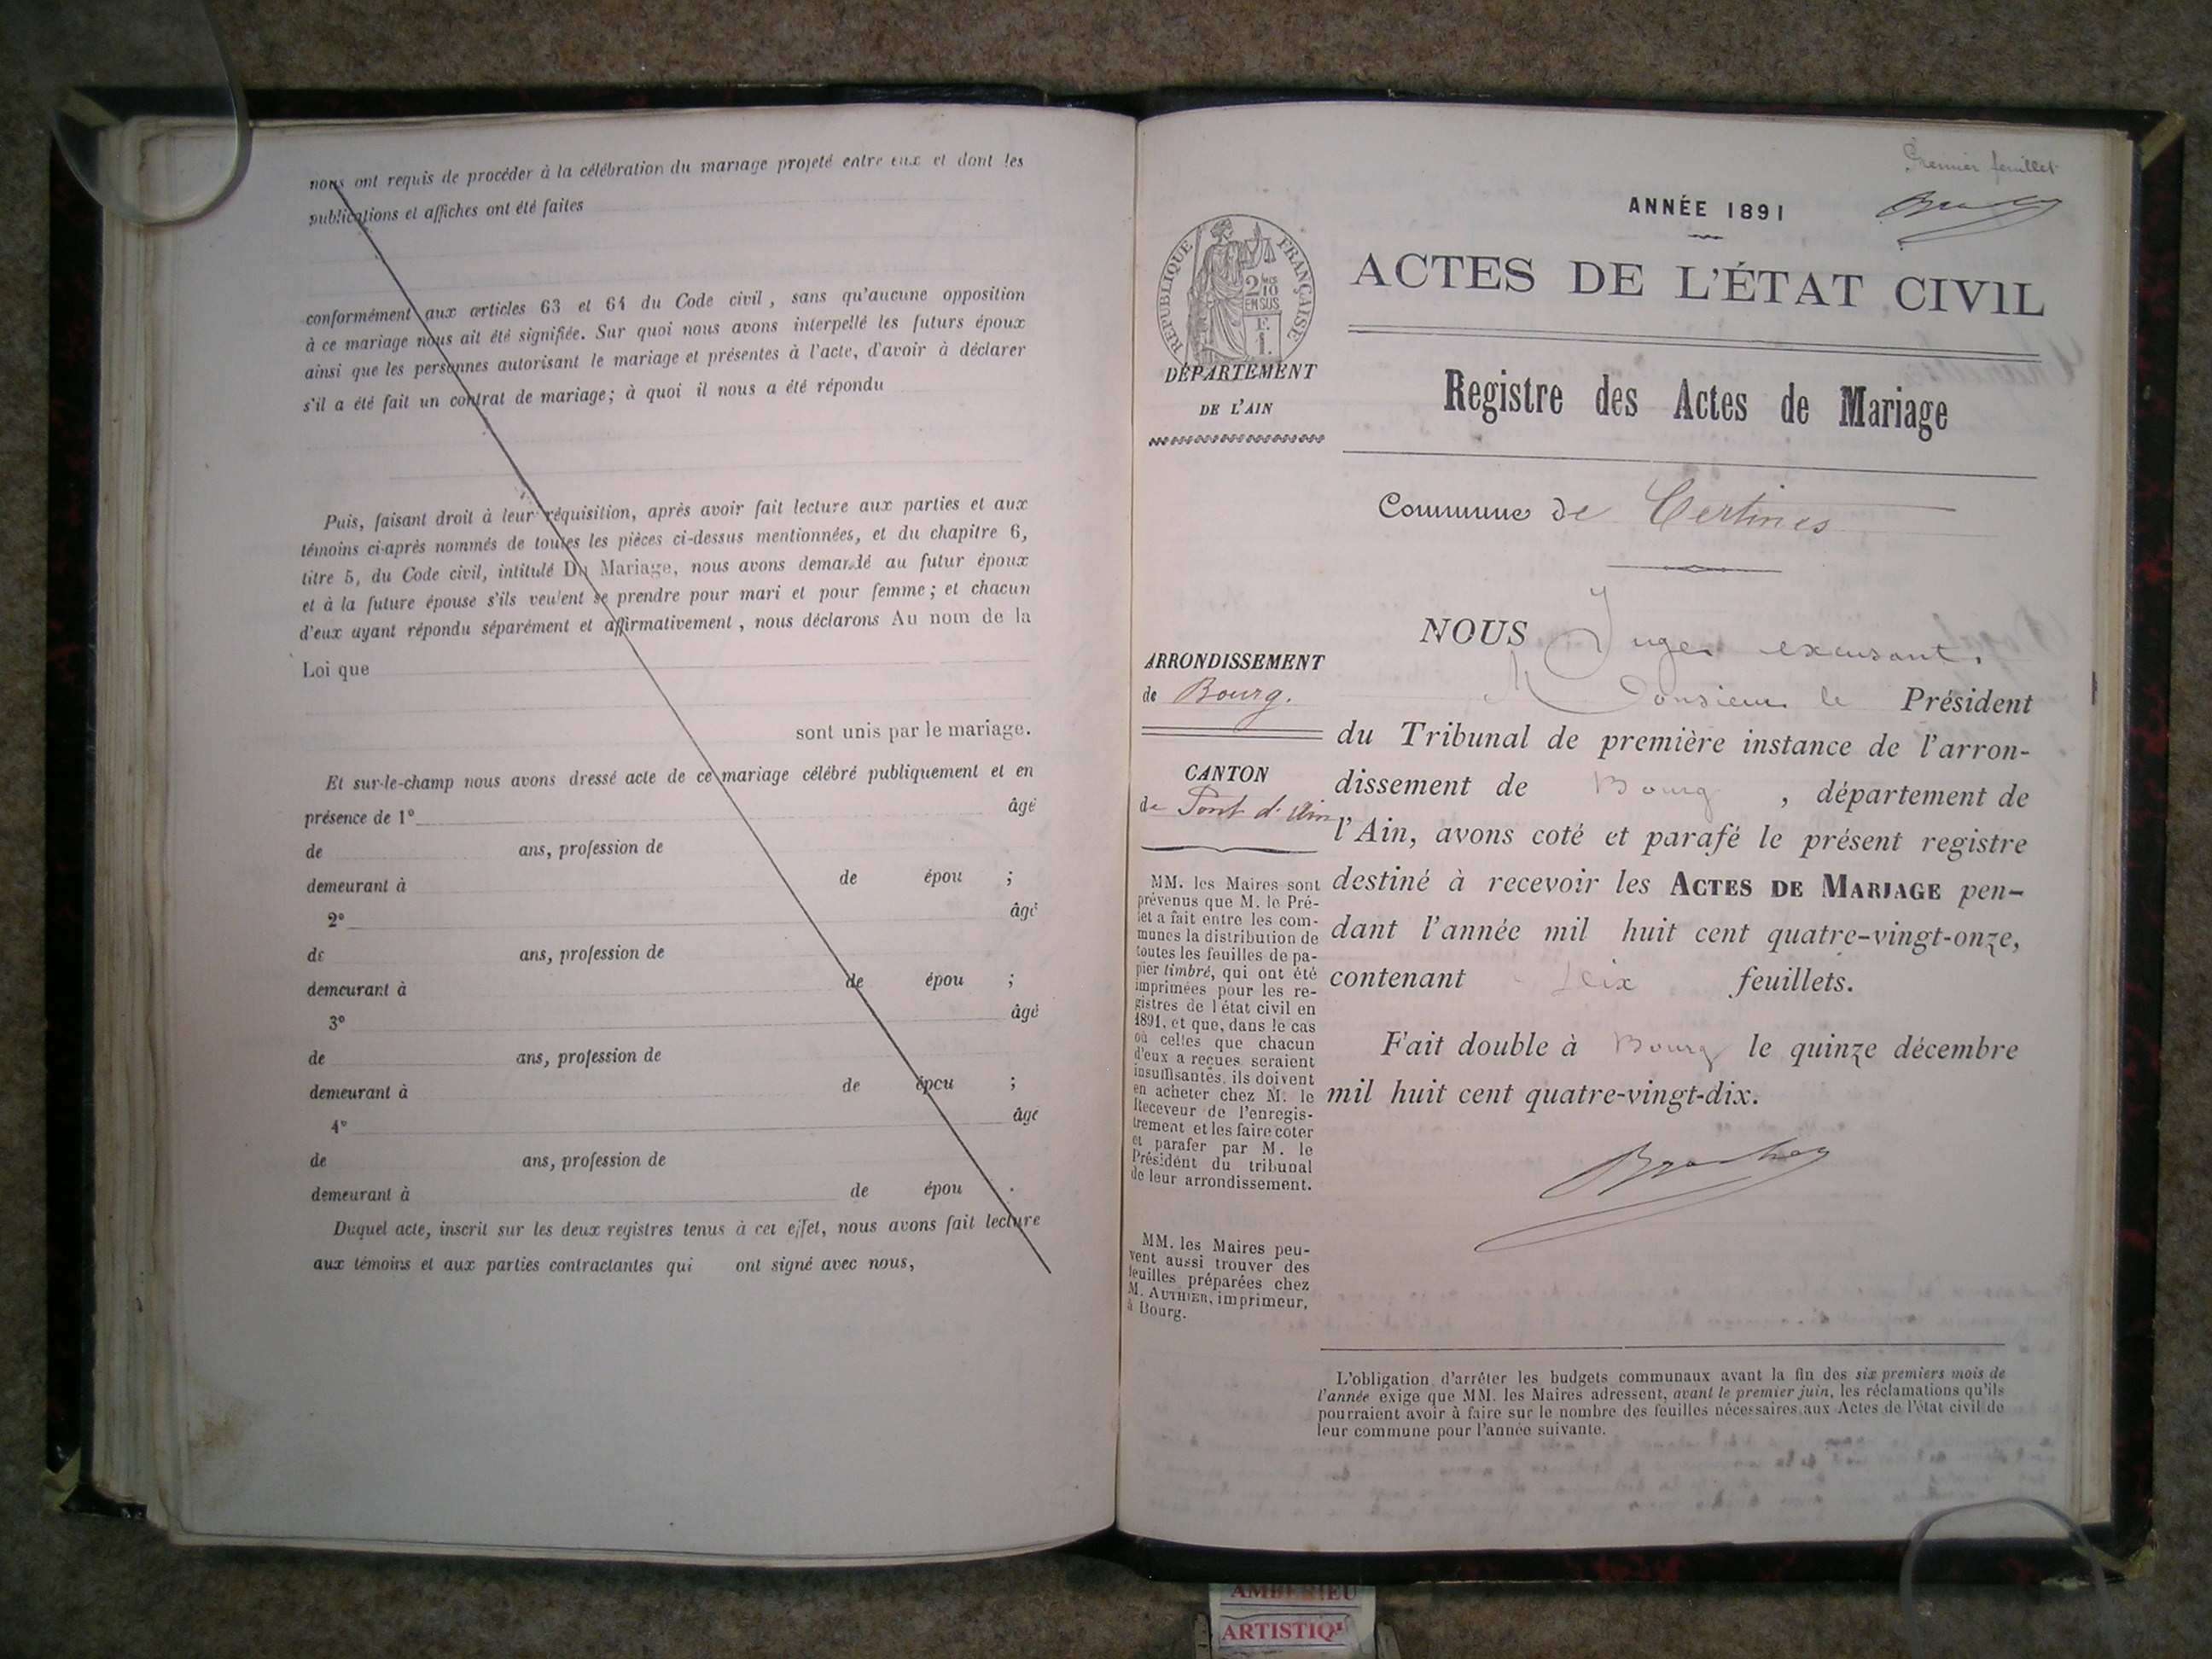 nous ont requis de procéder à la célébration du mariage projeté entre eux et dont les
publications et affiches ont été faites
conformément aux articles 63 et 64 du Code civil, sans qu'aucune opposition
à ce mariage nous ait été signifiée. Sur quoi nous avons interpellé les futurs époux
ainsi que les personnes autorisant le mariage et présentes à l'acte, d'avoir à déclarer
s'il a été fait un contrat de mariage; à quoi il nous a été répondu
Puis, faisant droit à leur réquisition, après avoir fait lecture aux parties et aux
témoins ci-après nommés de toutes les pièces ci-dessus mentionnées, et du chapitre 6,
titre 5, du Code civil, intitulé Du Mariage, nous avons demandé au futur époux
et à la future épouse s'ils veulent se prendre pour mari et pour femme; et chacun
d'eux ayant répondu séparément et affirmativement, nous déclarons Au nom de la
Loi que
sont unis par le mariage.
Et sur-le-champ nous avons dressé acte de ce mariage célébré publiquement et en
présence de 1° âgé
de ans, profession de
demeurant à de épou ;
2° âgé
de ans, profession de
demeurant à de épou ;
3° âgé
de ans, profession de
demeurant à de épou ;
4° âgé
de ans, profession de
demeurant à de épou .
Duquel acte, inscrit sur les deux registres tenus à cet effet, nous avons fait lecture
aux témoins et aux parties contractantes qui ont signé avec nous,
Premier feuillet
ANNÉE 1891
RÉPUBLIQUE FRANÇAISE
2/10
EN SUS
F.
1.
ACTES DE L'ÉTAT CIVIL
DÉPARTEMENT
DE L'AIN
Registre des Actes de Mariage
Commune de Certines
ARRONDISSEMENT
de Bourg.
CANTON
de Pont d'Ain
MM. les Maires sont
prévenus que M. le Pré-
fet a fait entre les com-
munes la distribution de
toutes les feuilles de pa-
pier timbré, qui ont été
imprimées pour les re-
gistres de l'état civil en
1891, et que, dans le cas
où celles que chacun
d'eux a reçues seraient
insuffisantes, ils doivent
en acheter chez M. le
Receveur de l'enregis-
trement et les faire coter
et parafer par M. le
Président du tribunal
de leur arrondissement.
MM. les Maires peu-
vent aussi trouver des
feuilles préparées chez
M. AUTHIER, imprimeur,
à Bourg.
NOUS Juge excusant.
Monsieur le Président
du Tribunal de première instance de l'arron-
dissement de Bourg , département de
l'Ain, avons coté et parafé le présent registre
destiné à recevoir les ACTES DE MARIAGE pen-
dant l'année mil huit cent quatre-vingt-onze,
contenant feuillets.
Fait double à Bourg le quinze décembre
mil huit cent quatre-vingt-dix.
L'obligation d'arrêter les budgets communaux avant la fin des six premiers mois de
l'année exige que MM. les Maires adressent, avant le premier juin, les réclamations qu'ils
pourraient avoir à faire sur le nombre des feuilles nécessaires aux Actes de l'état civil de
leur commune pour l'année suivante.
AMBERIEU
ARTISTIQ